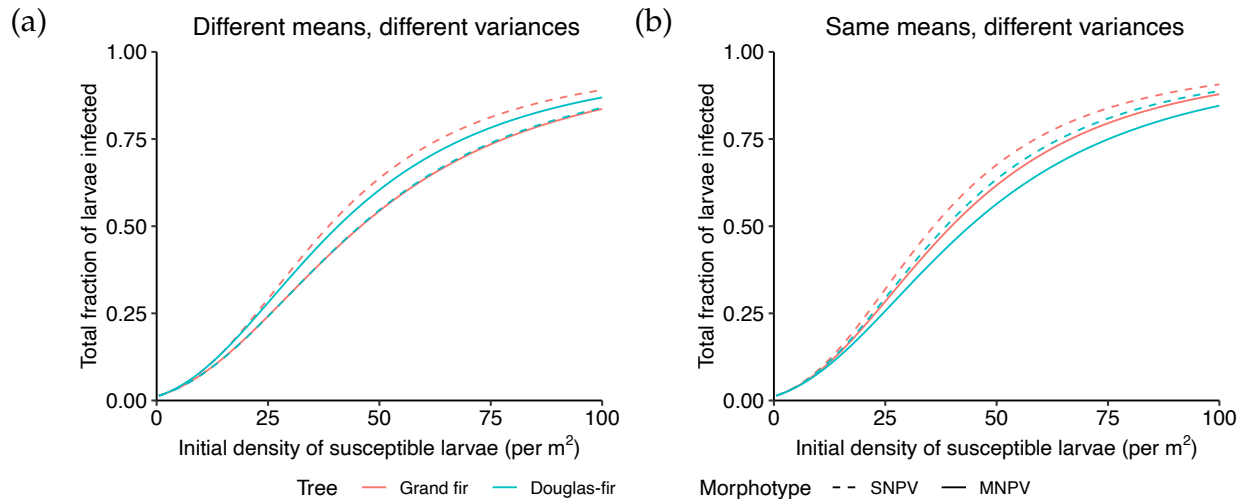 (a)
Different means, different variances
1.00
0.75
0.50
0.25
0.00
0
25
50
75
100
Total fraction of larvae infected
Initial density of susceptible larvae (per m²)
(b)
Same means, different variances
1.00
0.75
0.50
0.25
0.00
0
25
50
75
100
Total fraction of larvae infected
Initial density of susceptible larvae (per m²)
Tree Grand fir Douglas-fir Morphotype SNPV MNPV